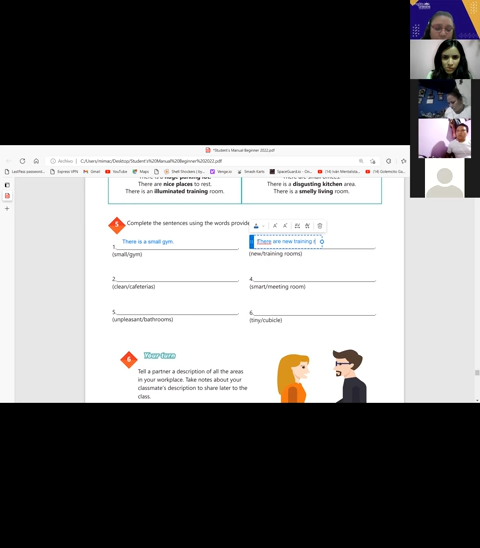 *Student's Manual Beginner 2022.pdf
Archivo C:/Users/mimac/Desktop/Student's%20Manual%20Beginner%202022.pdf
Express VPN Gmail YouTube Maps
There are nice places to rest.
There is an illuminated training room.
There is a disgusting kitchen area.
There is a smelly living room.
5 Complete the sentences using the words provide
1. There is a small gym.
(small/gym)
There are new training r
(new/training rooms)
2.
(clean/cafeterias)
4.
(smart/meeting room)
5.
(unpleasant/bathrooms)
6.
(tiny/cubicle)
6 Your turn
Tell a partner a description of all the areas
in your workplace. Take notes about your
classmate's description to share later to the
class.